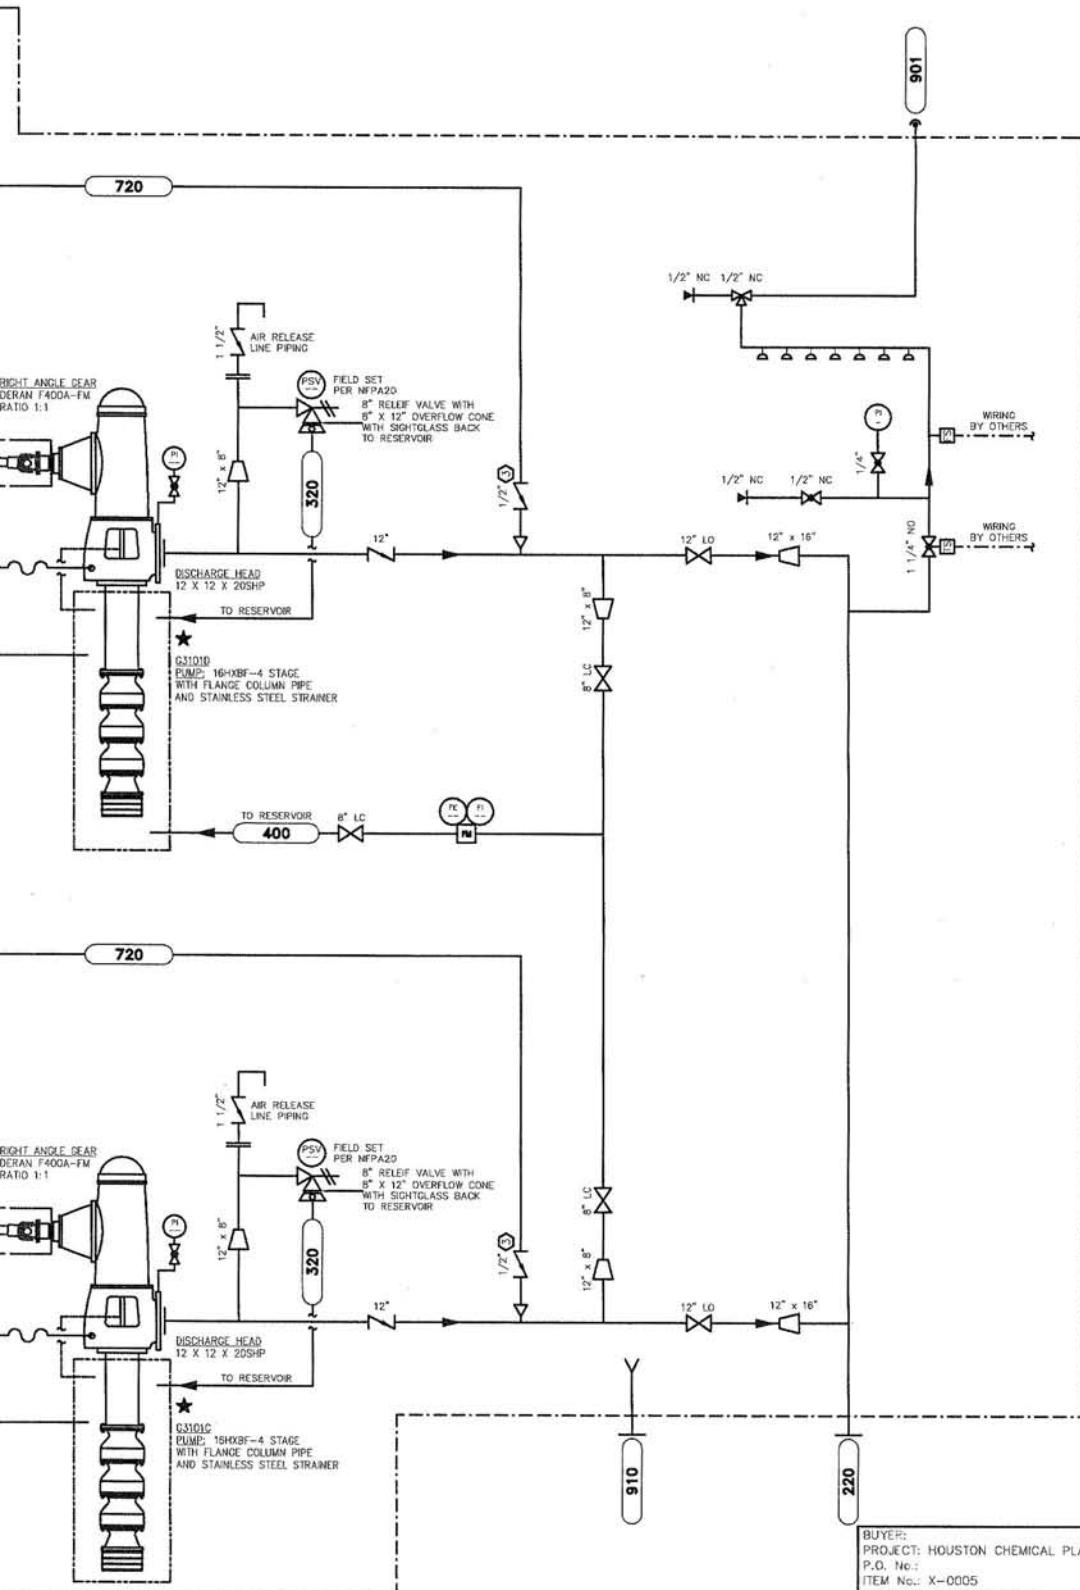 901
720
1/2" NC 1/2" NC
1 1/2"
AIR RELEASE
LINE PIPING
PSV
FIELD SET
PER NFPA20
8" RELEIF VALVE WITH
8" X 12" OVERFLOW CONE
WITH SIGHTGLASS BACK
TO RESERVOIR
RIGHT ANGLE GEAR
DERAN F400A-FM
RATIO 1:1
PI
12" x 8"
320
1/2"
3
PI
1/4"
WIRING
BY OTHERS
PS
1/2" NC 1/2" NC
1 1/4" NO
WIRING
BY OTHERS
12"
12" LO
12" x 16"
DISCHARGE HEAD
12 X 12 X 20SHP
TO RESERVOIR
12" x 8"
8" LC
G3101D
PUMP: 16HXBF-4 STAGE
WITH FLANGE COLUMN PIPE
AND STAINLESS STEEL STRAINER
TO RESERVOIR
400
8" LC
FE
FI
FM
720
1 1/2"
AIR RELEASE
LINE PIPING
PSV
FIELD SET
PER NFPA20
8" RELEIF VALVE WITH
8" X 12" OVERFLOW CONE
WITH SIGHTGLASS BACK
TO RESERVOIR
RIGHT ANGLE GEAR
DERAN F400A-FM
RATIO 1:1
PI
12" x 8"
320
1/2"
3
8" LC
12" x 8"
12"
12" LO
12" x 16"
DISCHARGE HEAD
12 X 12 X 20SHP
TO RESERVOIR
G3101C
PUMP: 16HXBF-4 STAGE
WITH FLANGE COLUMN PIPE
AND STAINLESS STEEL STRAINER
910
220
BUYER:
PROJECT: HOUSTON CHEMICAL PLA
P.O. No.:
ITEM No.: X-0005